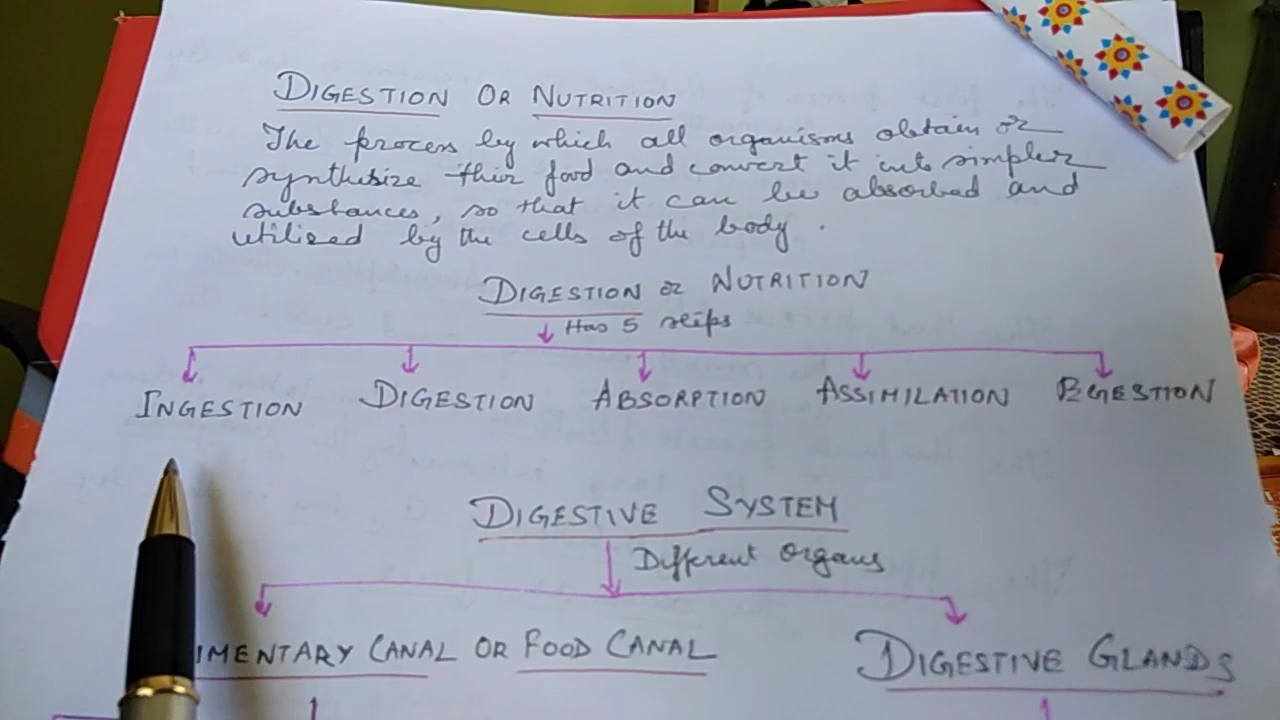 DIGESTION OR NUTRITION
The process by which all organisms obtain or
synthesize their food and convert it into simpler
substances, so that it can be absorbed and
utilized by the cells of the body.
DIGESTION or NUTRITION
Has 5 steps
INGESTION DIGESTION ABSORPTION ASSIMILATION EGESTION
DIGESTIVE SYSTEM
Different Organs
IMENTARY CANAL OR FOOD CANAL DIGESTIVE GLANDS